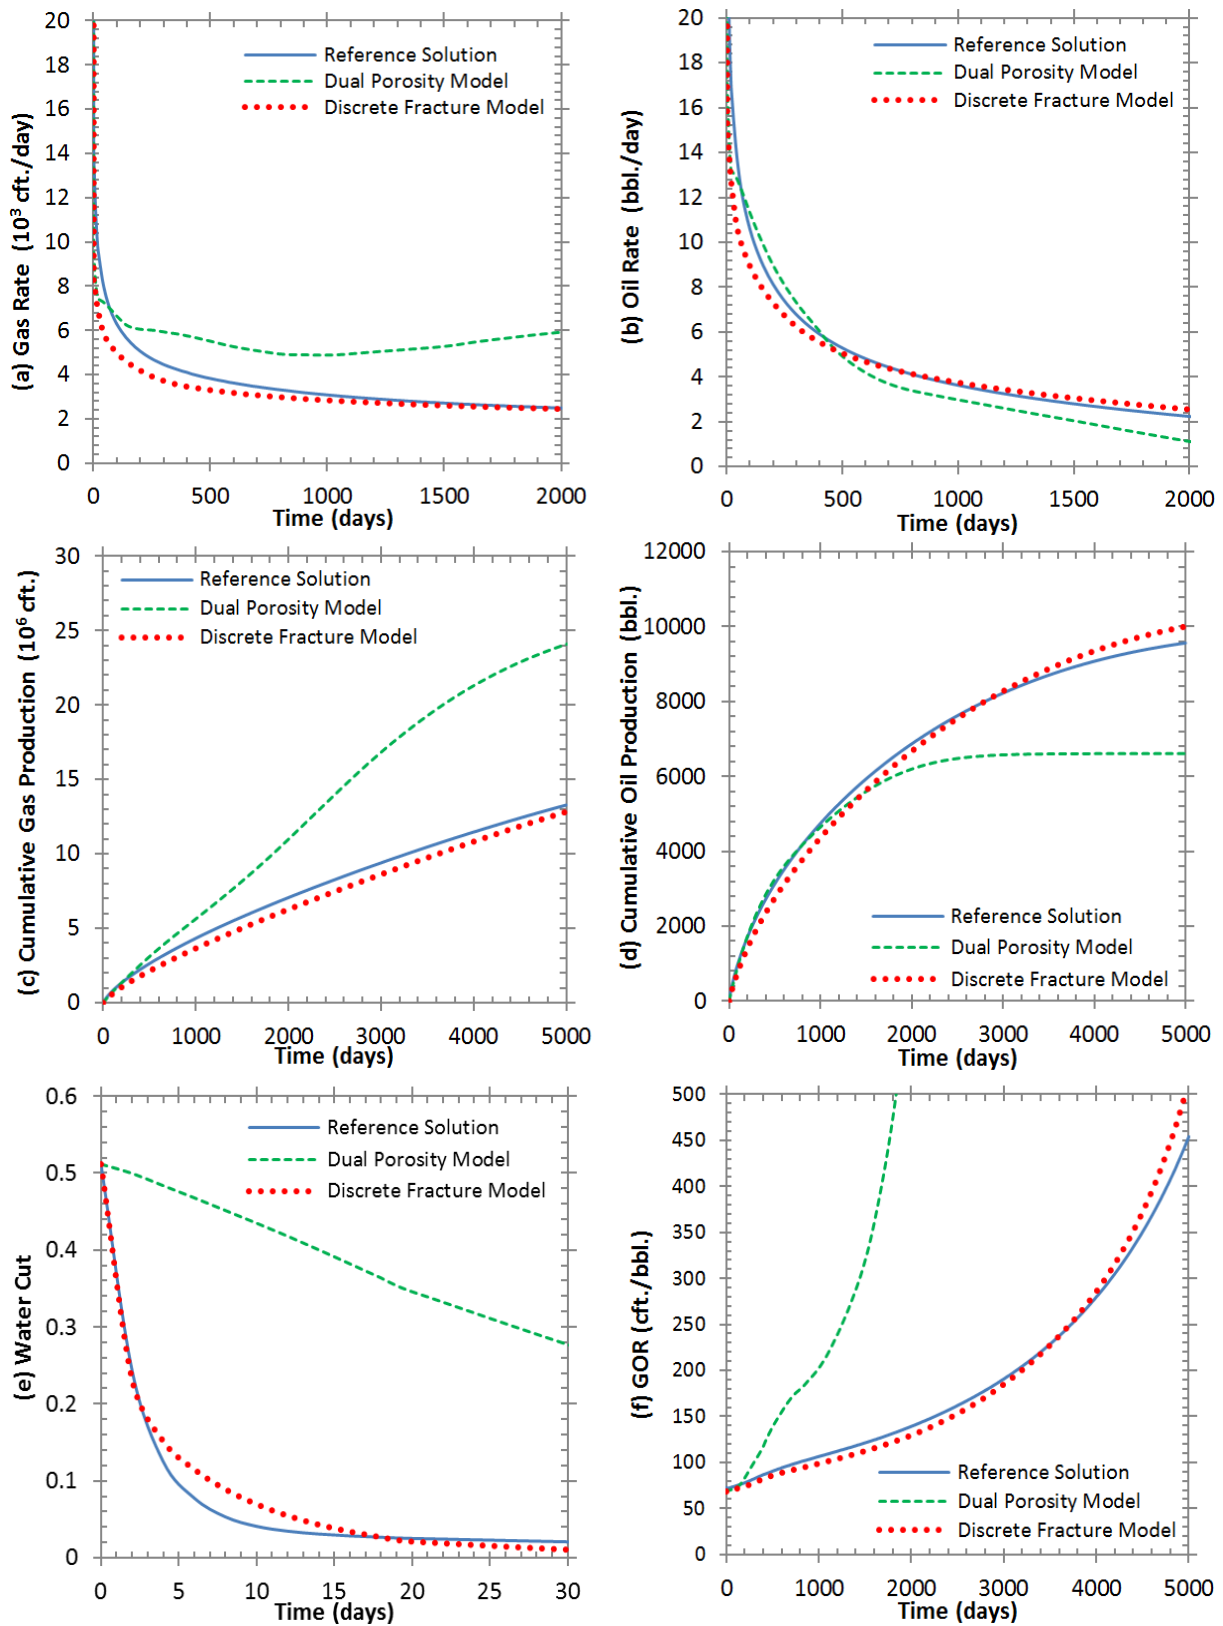 (a) Gas Rate (10³ cft./day)
20
18
16
14
12
10
8
6
4
2
0
0 500 1000 1500 2000
Time (days)
Reference Solution
Dual Porosity Model
Discrete Fracture Model
(b) Oil Rate (bbl./day)
20
18
16
14
12
10
8
6
4
2
0
0 500 1000 1500 2000
Time (days)
Reference Solution
Dual Porosity Model
Discrete Fracture Model
(c) Cumulative Gas Production (10⁶ cft.)
30
25
20
15
10
5
0
0 1000 2000 3000 4000 5000
Time (days)
Reference Solution
Dual Porosity Model
Discrete Fracture Model
(d) Cumulative Oil Production (bbl.)
12000
10000
8000
6000
4000
2000
0
0 1000 2000 3000 4000 5000
Time (days)
Reference Solution
Dual Porosity Model
Discrete Fracture Model
(e) Water Cut
0.6
0.5
0.4
0.3
0.2
0.1
0
0 5 10 15 20 25 30
Time (days)
Reference Solution
Dual Porosity Model
Discrete Fracture Model
(f) GOR (cft./bbl.)
500
450
400
350
300
250
200
150
100
50
0
0 1000 2000 3000 4000 5000
Time (days)
Reference Solution
Dual Porosity Model
Discrete Fracture Model